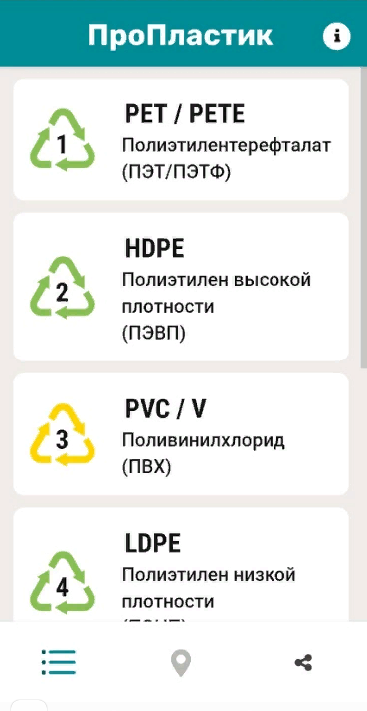 ПроПластик
i
PET / PETE
1
Полиэтилентерефталат
(ПЭТ/ПЭТФ)
HDPE
2
Полиэтилен высокой
плотности
(ПЭВП)
PVC / V
3
Поливинилхлорид
(ПВХ)
LDPE
4
Полиэтилен низкой
плотности